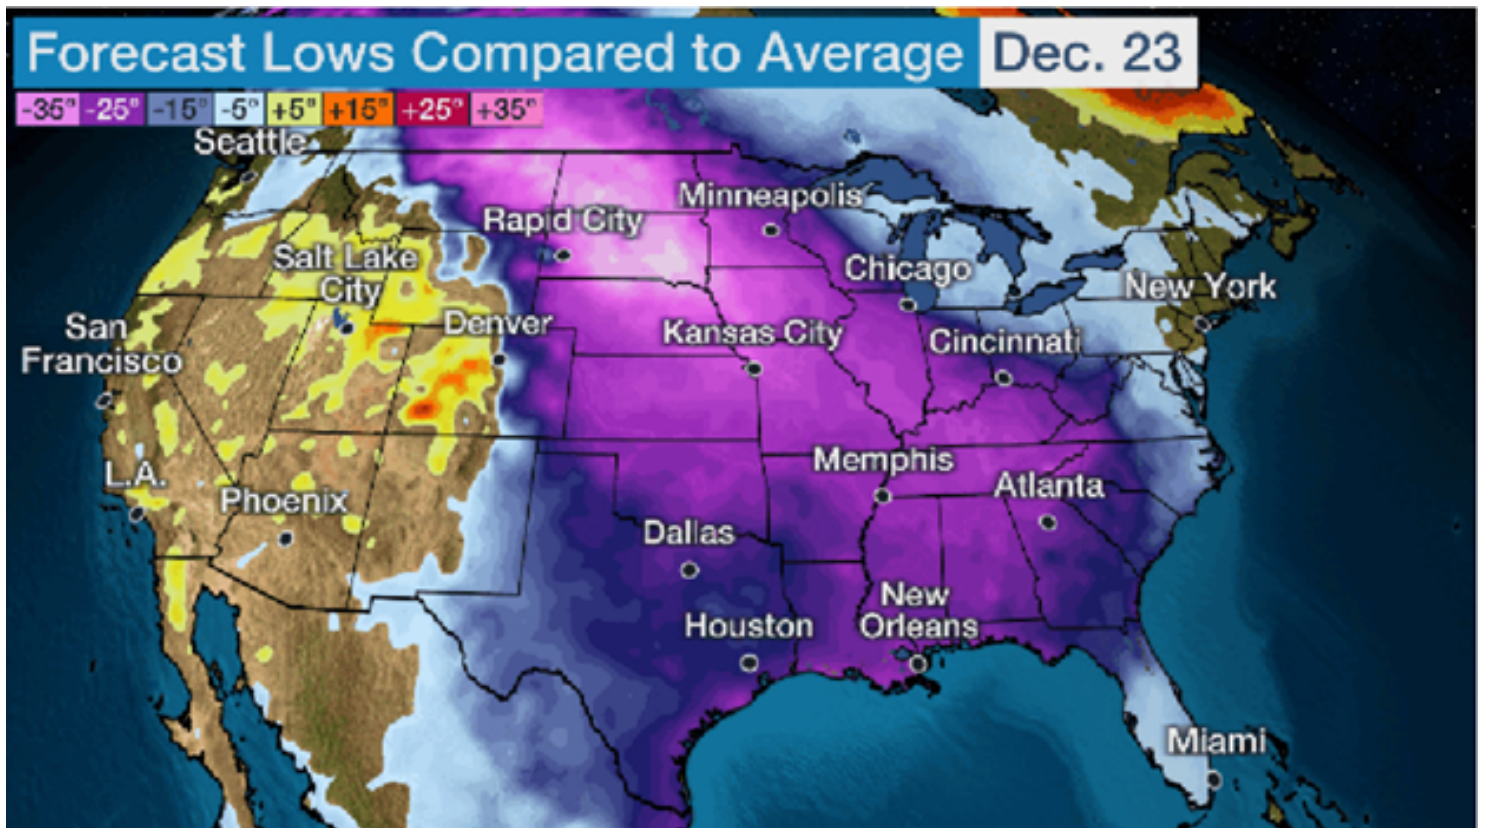 Forecast Lows Compared to Average Dec. 23
-35° -25° -15° -5° +5° +15° +25° +35°
Seattle
Minneapolis
Rapid City
Salt Lake
City
Chicago
New York
San
Francisco
Denver
Kansas City
Cincinnati
L.A.
Phoenix
Memphis
Atlanta
Dallas
Houston
New
Orleans
Miami